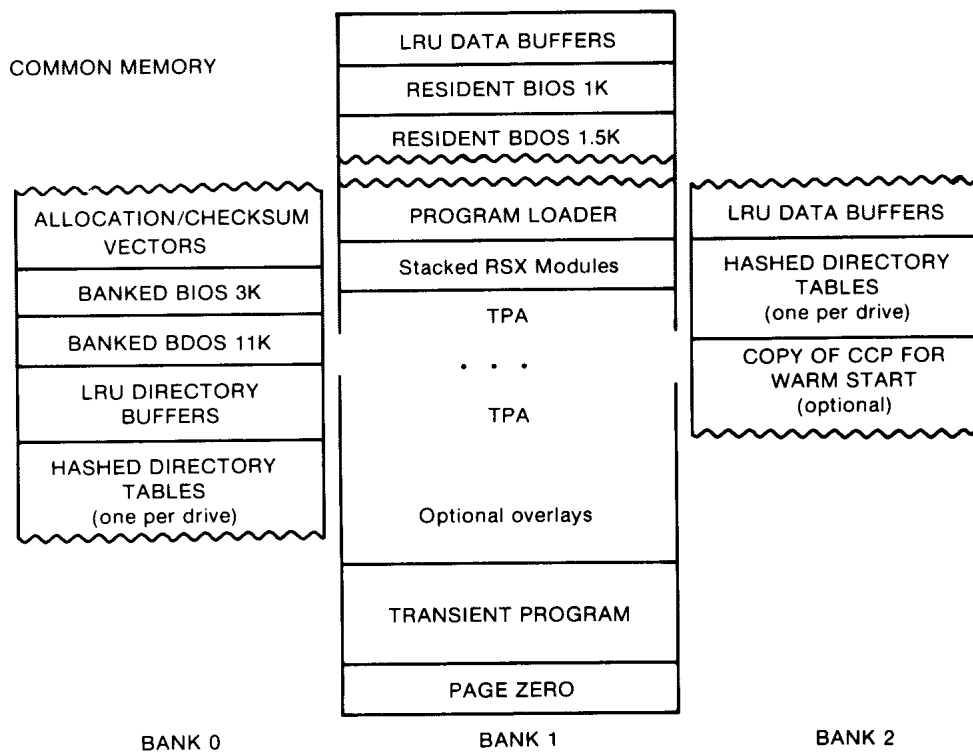 COMMON MEMORY
LRU DATA BUFFERS
RESIDENT BIOS 1K
RESIDENT BDOS 1.5K
ALLOCATION/CHECKSUM
VECTORS
BANKED BIOS 3K
BANKED BDOS 11K
LRU DIRECTORY
BUFFERS
HASHED DIRECTORY
TABLES
(one per drive)
BANK 0
PROGRAM LOADER
Stacked RSX Modules
TPA
. . .
TPA
Optional overlays
TRANSIENT PROGRAM
PAGE ZERO
BANK 1
LRU DATA BUFFERS
HASHED DIRECTORY
TABLES
(one per drive)
COPY OF CCP FOR
WARM START
(optional)
BANK 2